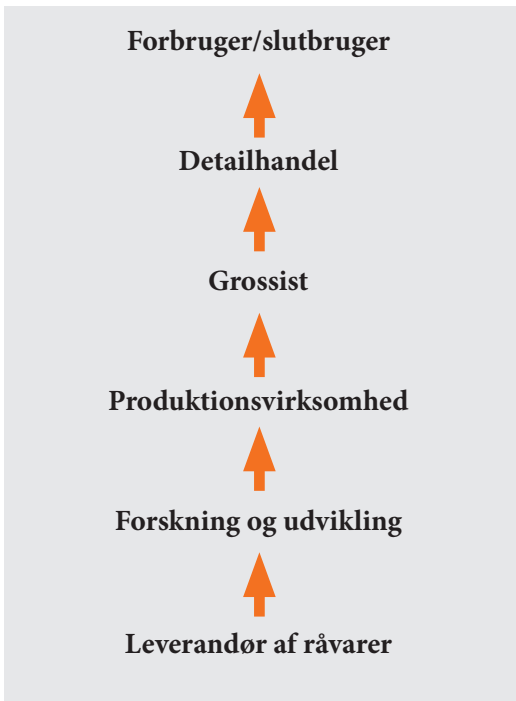 Forbruger/slutbruger
Detailhandel
Grossist
Produktionsvirksomhed
Forskning og udvikling
Leverandør af råvarer